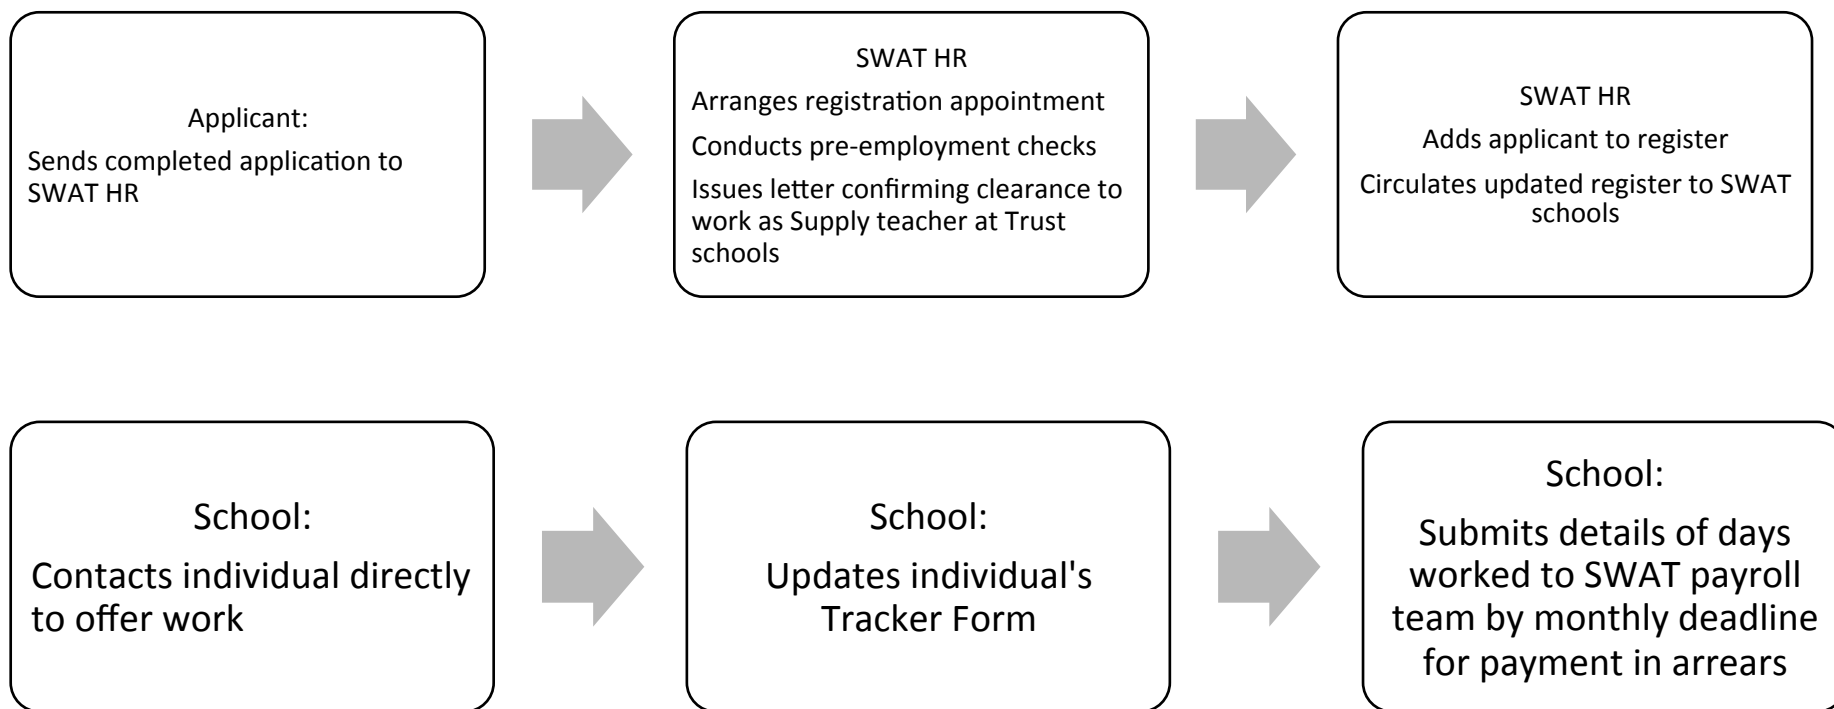 Applicant:
Sends completed application to
SWAT HR
SWAT HR
Arranges registration appointment
Conducts pre-employment checks
Issues letter confirming clearance to
work as Supply teacher at Trust
schools
SWAT HR
Adds applicant to register
Circulates updated register to SWAT
schools
School:
Contacts individual directly
to offer work
School:
Updates individual's
Tracker Form
School:
Submits details of days
worked to SWAT payroll
team by monthly deadline
for payment in arrears